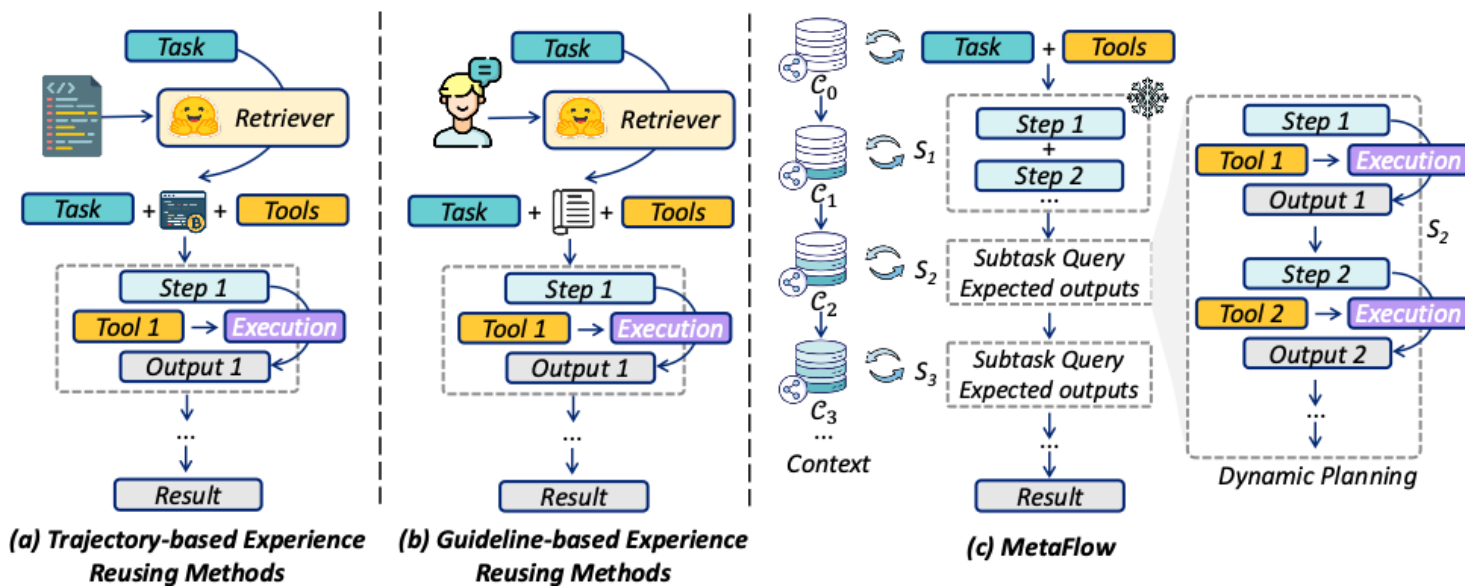 Task
</>
Retriever
Task + + Tools
Step 1
Tool 1
Execution
Output 1
...
Result
(a) Trajectory-based Experience
Reusing Methods
Task
Retriever
Task + + Tools
Step 1
Tool 1
Execution
Output 1
...
Result
(b) Guideline-based Experience
Reusing Methods
C₀
C₁
C₂
C₃
...
Context
S₁
S₂
S₃
Task + Tools
Step 1
+
Step 2
...
Subtask Query
Expected outputs
Subtask Query
Expected outputs
...
Result
Step 1
Tool 1
Execution
Output 1
S₂
Step 2
Tool 2
Execution
Output 2
...
Dynamic Planning
(c) MetaFlow